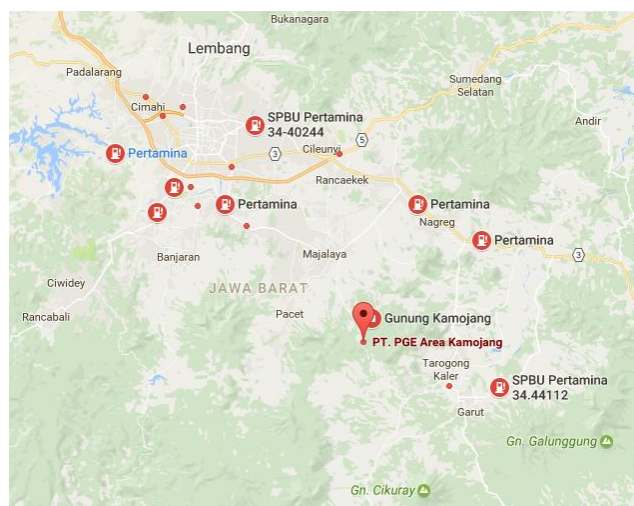 Bukanagara
Lembang
Padalarang
Sumedang
Selatan
Cimahi
SPBU Pertamina
34-40244
Andir
Pertamina
3
Cileunyi
5
Rancaekek
Pertamina
Pertamina
Nagreg
Pertamina
3
Banjaran
Majalaya
Ciwidey
JAWA BARAT
Rancabali
Pacet
Gunung Kamojang
PT. PGE Area Kamojang
Tarogong
Kaler
SPBU Pertamina
34.44112
Garut
Gn. Galunggung
Gn. Cikuray